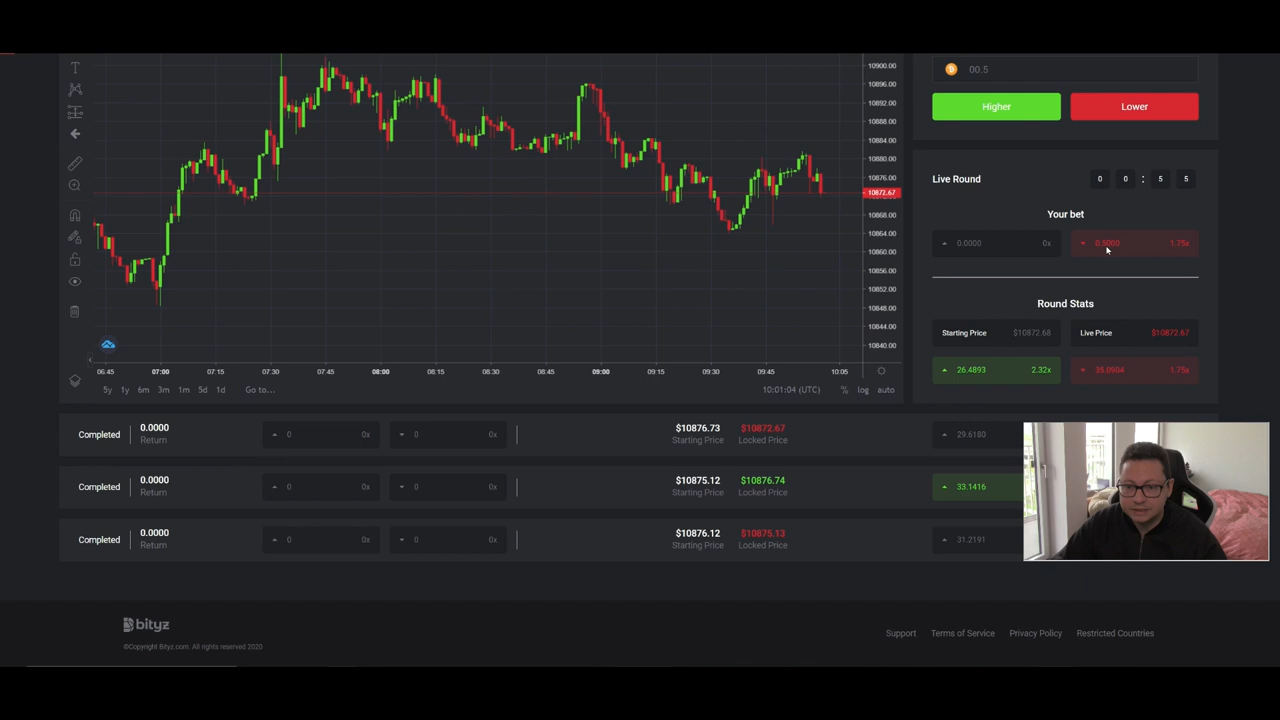 10900.00
10896.00
10892.00
10888.00
10884.00
10880.00
10876.00
10872.67
10868.00
10864.00
10860.00
10856.00
10852.00
10848.00
10844.00
10840.00
06:45 07:00 07:15 07:30 07:45 08:00 08:15 08:30 08:45 09:00 09:15 09:30 09:45 10:05
5y 1y 6m 3m 1m 5d 1d Go to... 10:01:04 (UTC) % log auto
00.5
Higher Lower
Live Round 0 0 : 5 5
Your bet
0.0000 0x 0.5000 1.75x
Round Stats
Starting Price $10872.68 Live Price $10872.67
26.4893 2.32x 35.0904 1.75x
Completed 0.0000 0 0x 0 0x $10876.73 $10872.67 29.6180
Return Starting Price Locked Price
Completed 0.0000 0 0x 0 0x $10875.12 $10876.74 33.1416
Return Starting Price Locked Price
Completed 0.0000 0 0x 0 0x $10876.12 $10875.13 31.2191
Return Starting Price Locked Price
bityz
©Copyright Bityz.com. All rights reserved 2020
Support Terms of Service Privacy Policy Restricted Countries